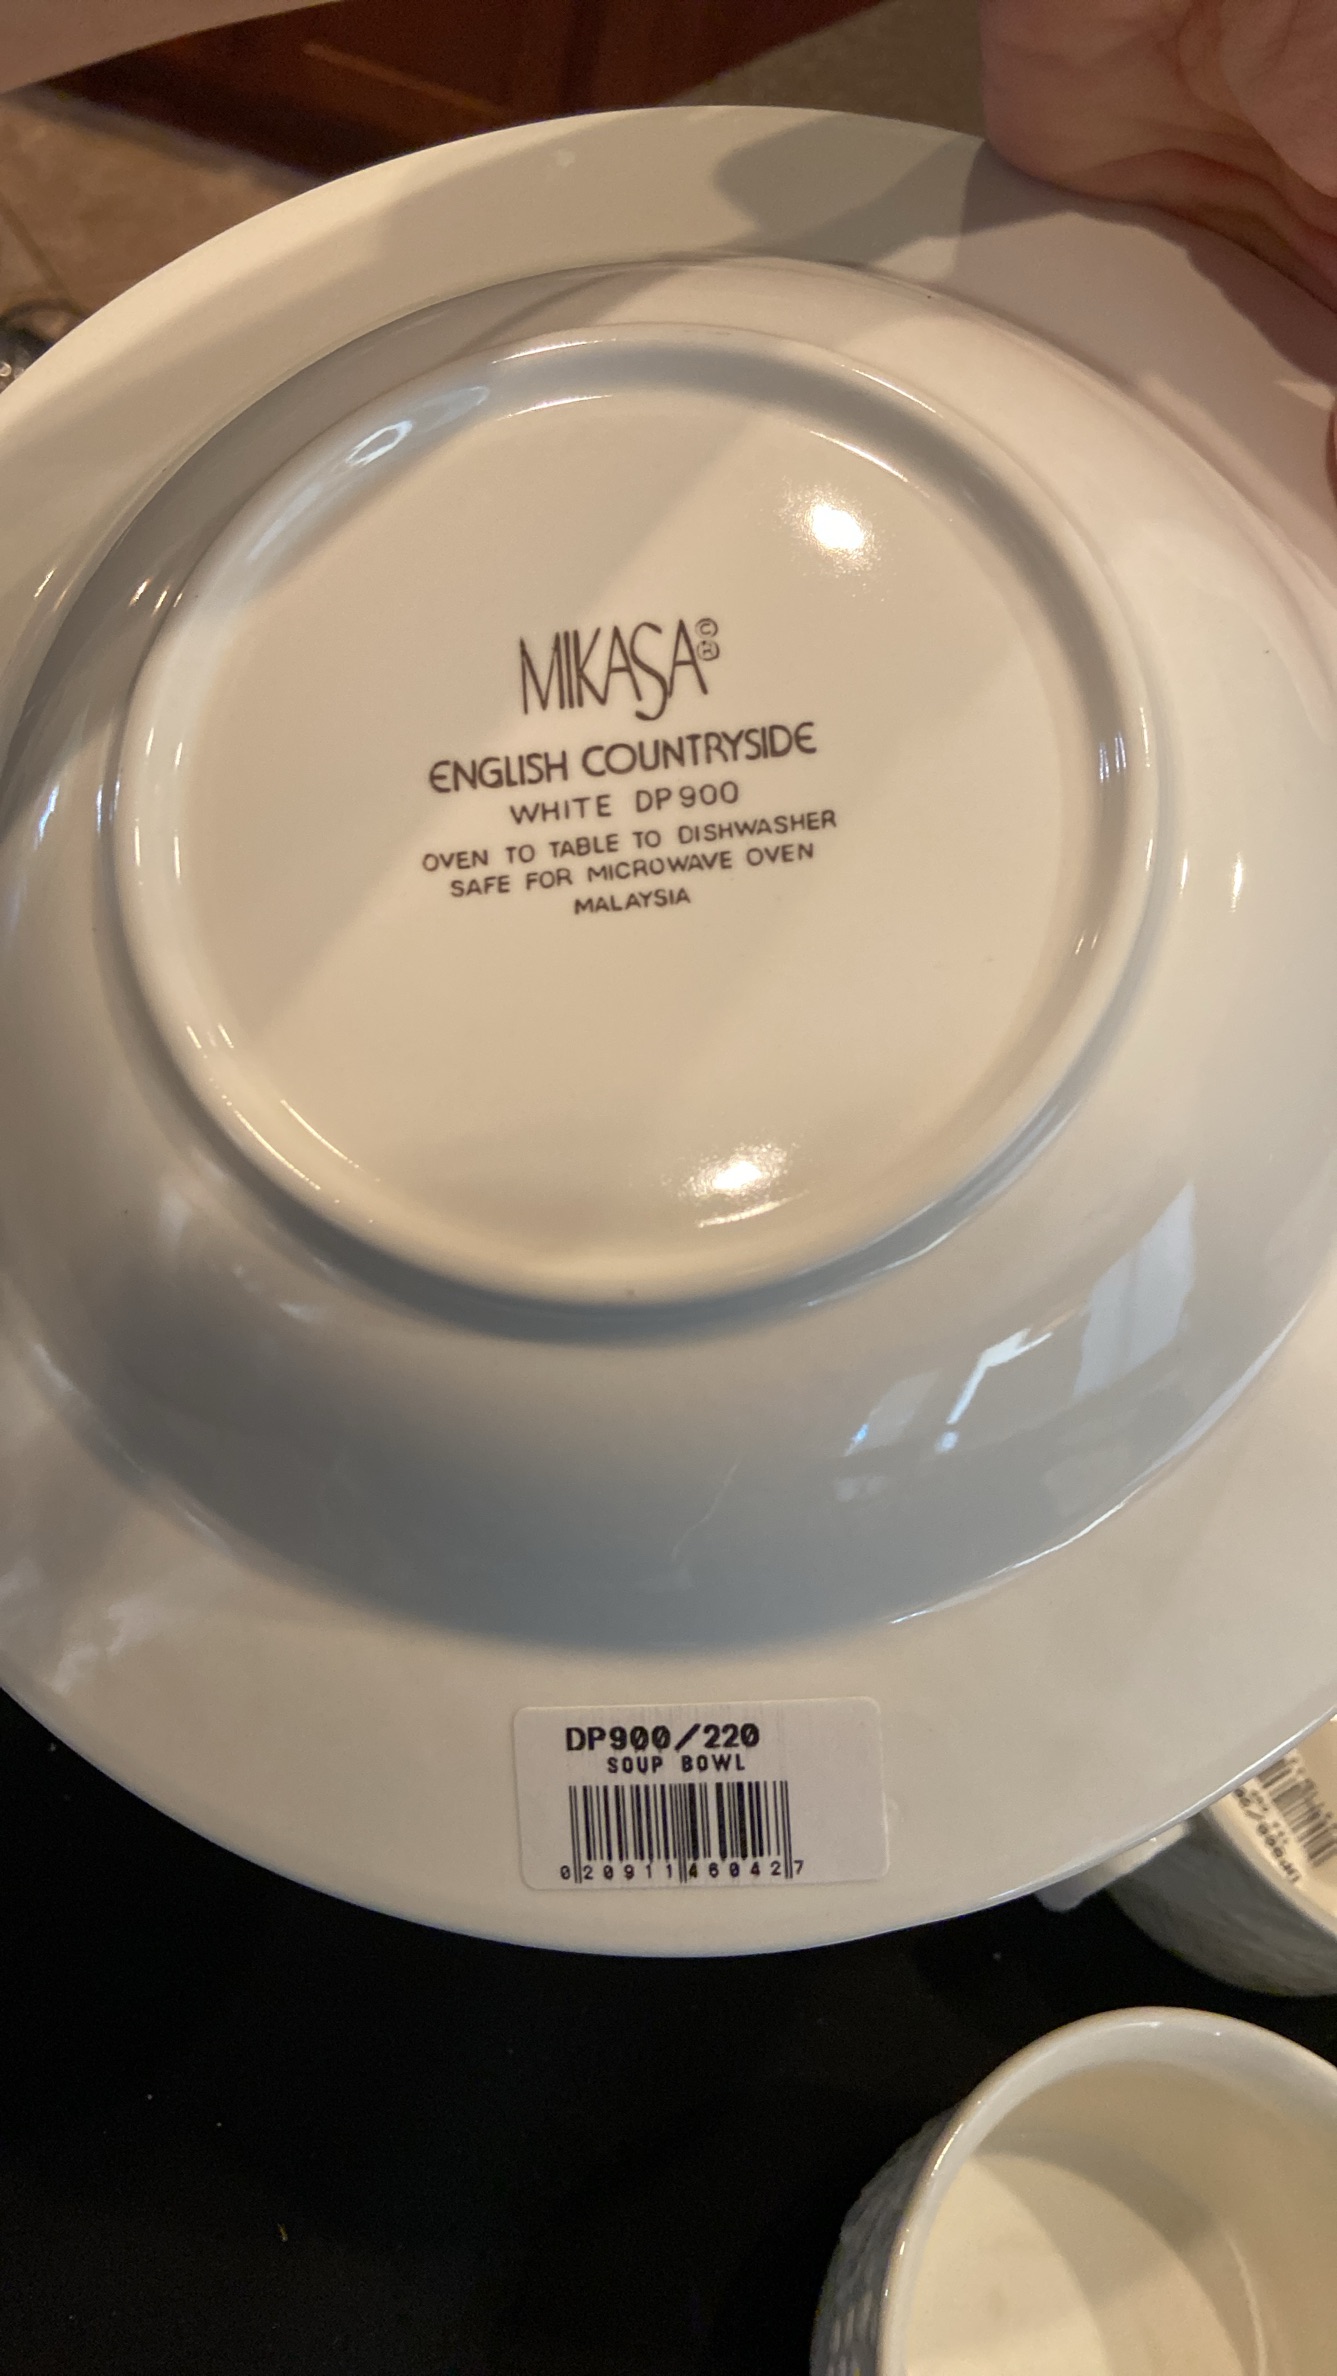 MIKASA©®
ENGLISH COUNTRYSIDE
WHITE DP900
OVEN TO TABLE TO DISHWASHER
SAFE FOR MICROWAVE OVEN
MALAYSIA
DP900/220
SOUP BOWL
0 20911 46042 7